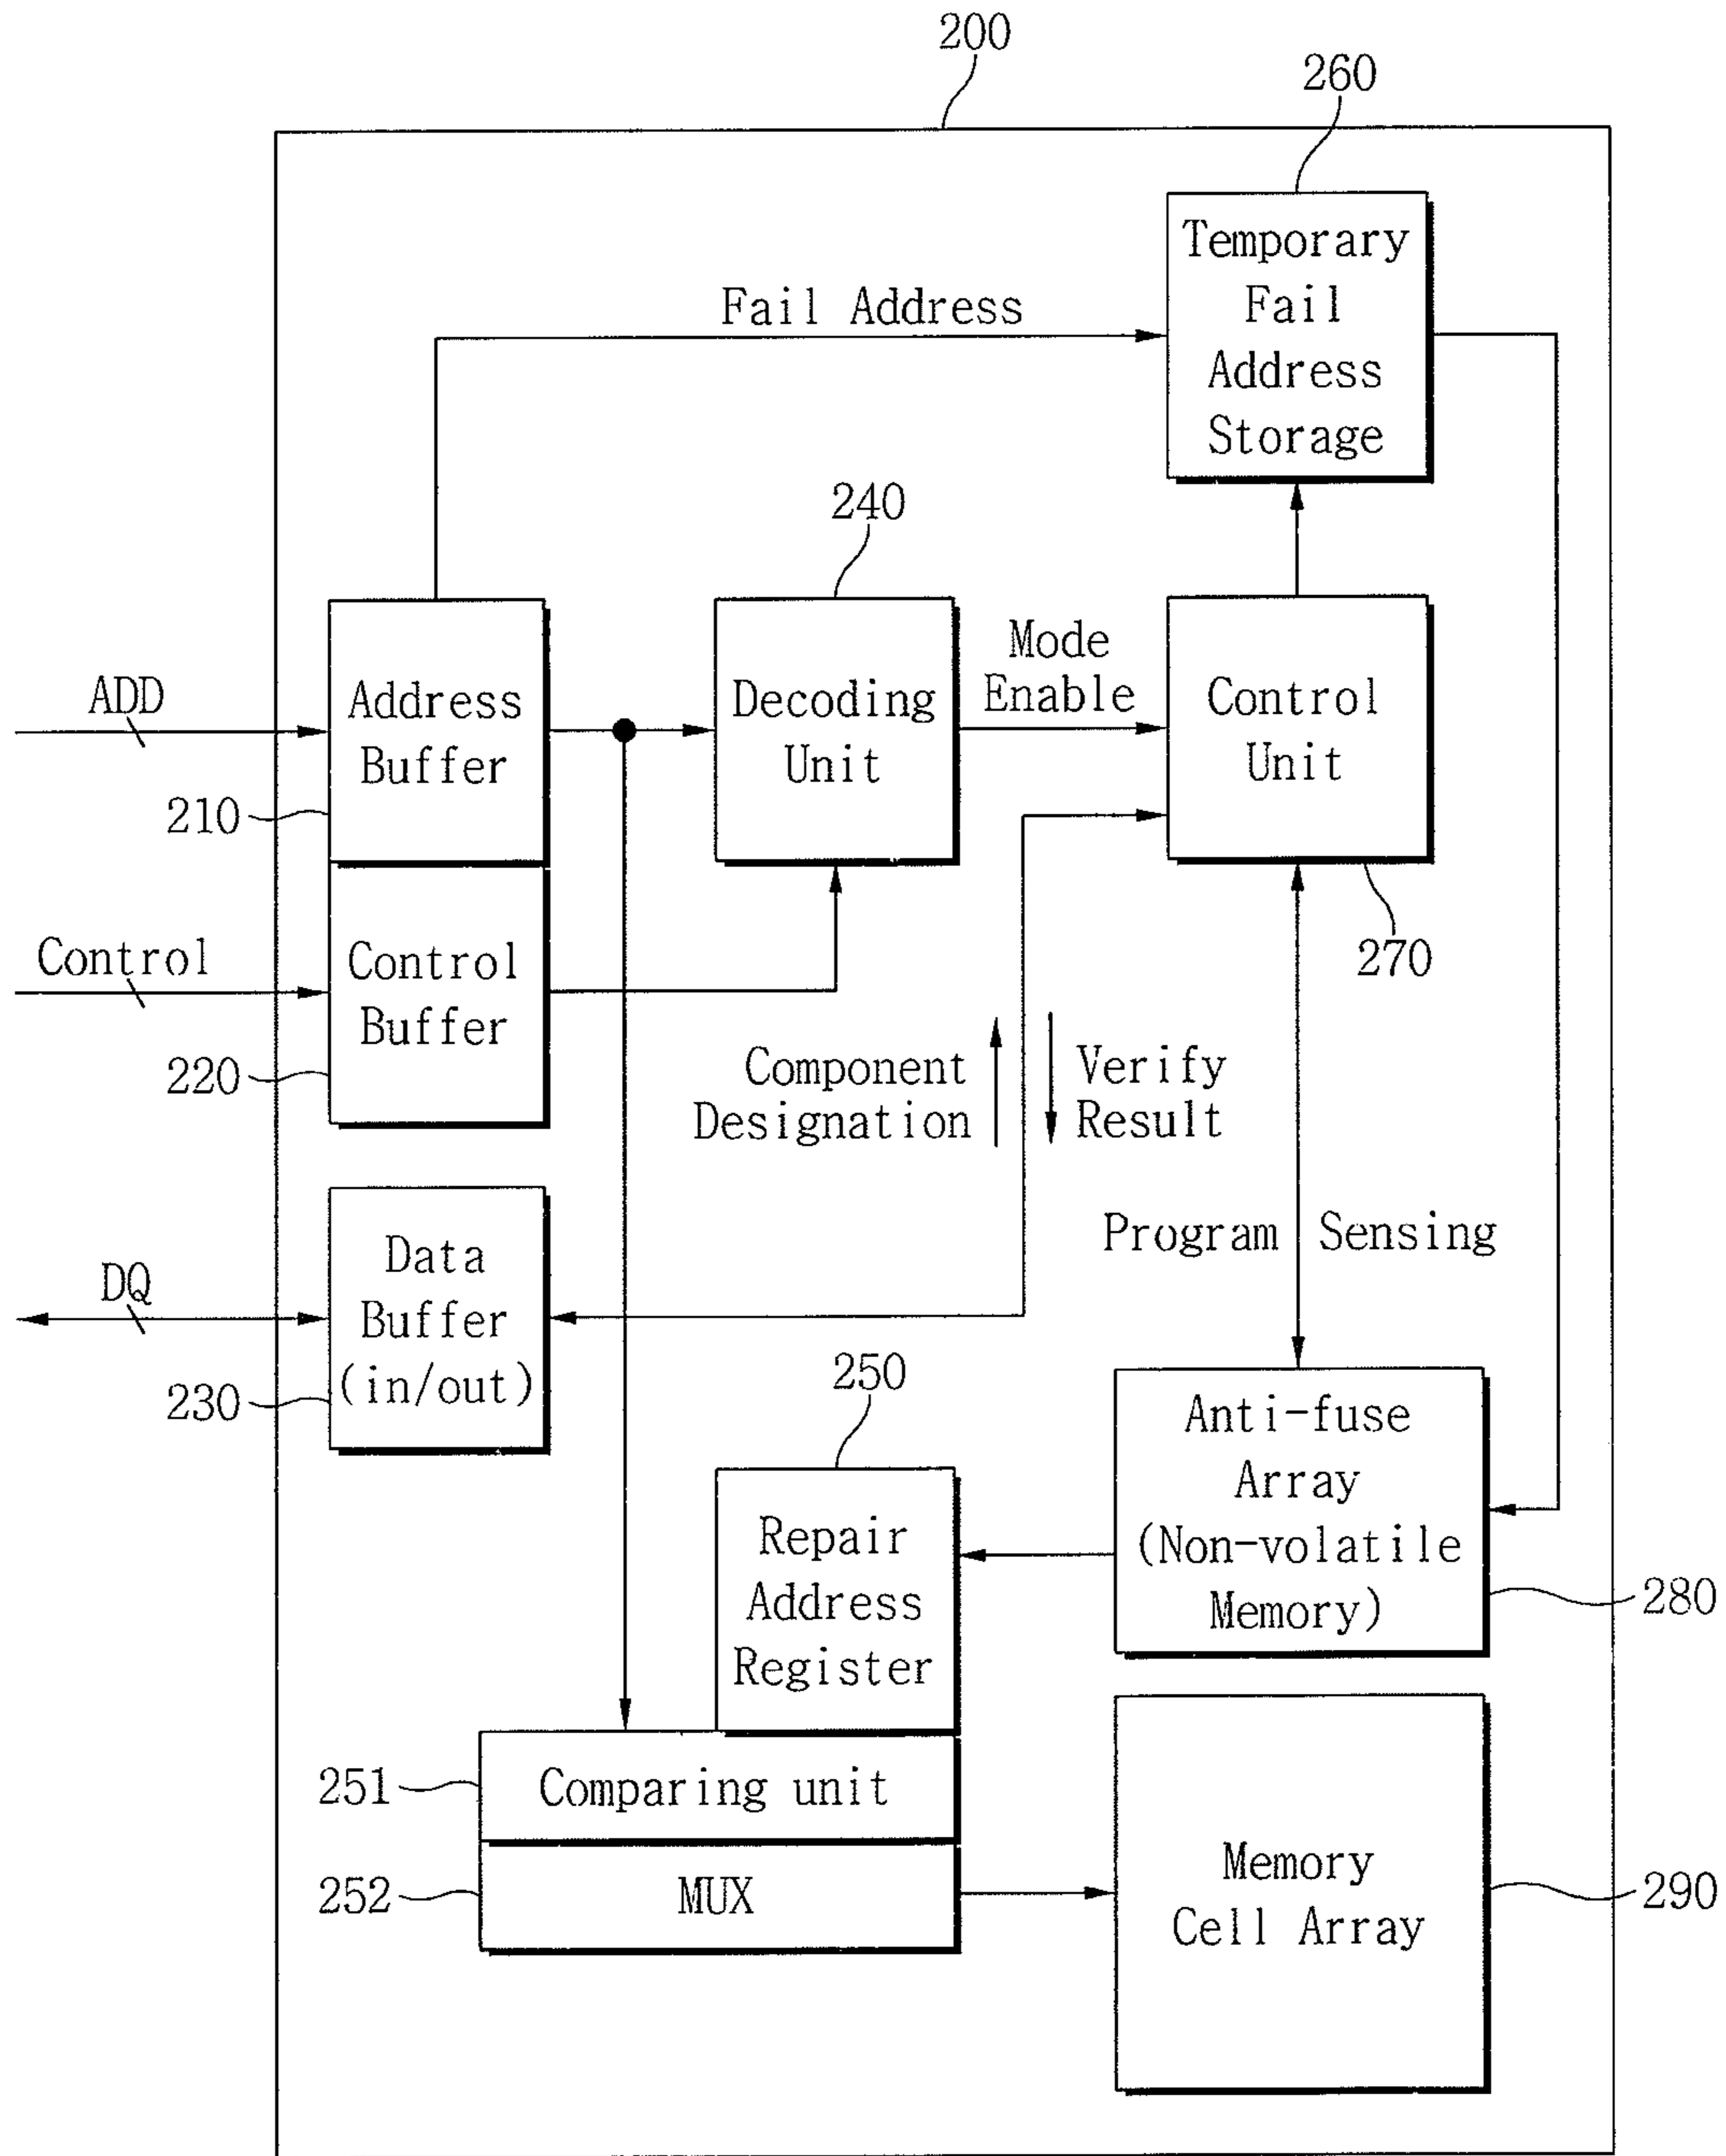 200
260
Temporary
Fail
Address
Storage
Fail Address
240
Address
Buffer
Decoding
Unit
Mode
Enable
Control
Unit
ADD
210
270
Control
Control
Buffer
220
Component
Designation
Verify
Result
Program Sensing
DQ
Data
Buffer
(in/out)
230
250
Repair
Address
Register
Anti-fuse
Array
(Non-volatile
Memory)
280
251
Comparing unit
252
MUX
Memory
Cell Array
290